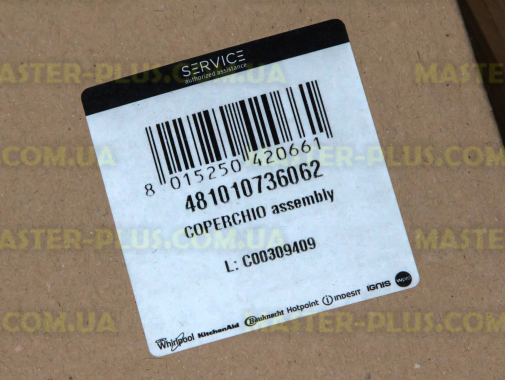 SERVICE
authorized assistance
8 015250 420661
481010736062
COPERCHIO assembly
L: C00309409
Whirlpool KitchenAid Bauknecht Hotpoint INDESIT IGNIS
MASTER-PLUS.COM.UA